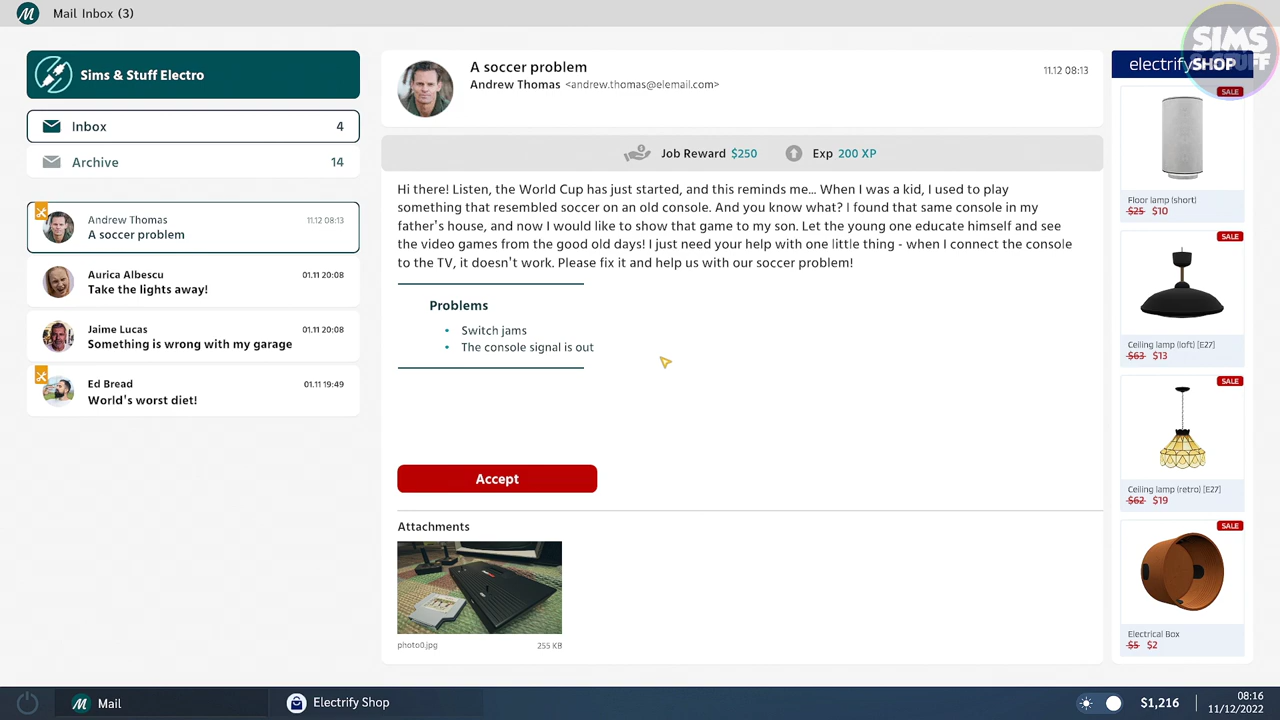 Mail Inbox (3)
SIMS
& STUFF
Sims & Stuff Electro
Inbox 4
Archive 14
Andrew Thomas 11.12 08:13
A soccer problem
Aurica Albescu 01.11 20:08
Take the lights away!
Jaime Lucas 01.11 20:08
Something is wrong with my garage
Ed Bread 01.11 19:49
World's worst diet!
A soccer problem
Andrew Thomas <andrew.thomas@elemail.com>
11.12 08:13
Job Reward $250 Exp 200 XP
Hi there! Listen, the World Cup has just started, and this reminds me... When I was a kid, I used to play
something that resembled soccer on an old console. And you know what? I found that same console in my
father's house, and now I would like to show that game to my son. Let the young one educate himself and see
the video games from the good old days! I just need your help with one little thing - when I connect the console
to the TV, it doesn't work. Please fix it and help us with our soccer problem!
Problems
• Switch jams
• The console signal is out
Accept
Attachments
photo0.jpg 255 KB
electrifySHOP
SALE
Floor lamp (short)
$25 $10
SALE
Ceiling lamp (loft) [E27]
$63 $13
SALE
Ceiling lamp (retro) [E27]
$62 $19
SALE
Electrical Box
$5 $2
Mail
Electrify Shop
$1,216
08:16
11/12/2022